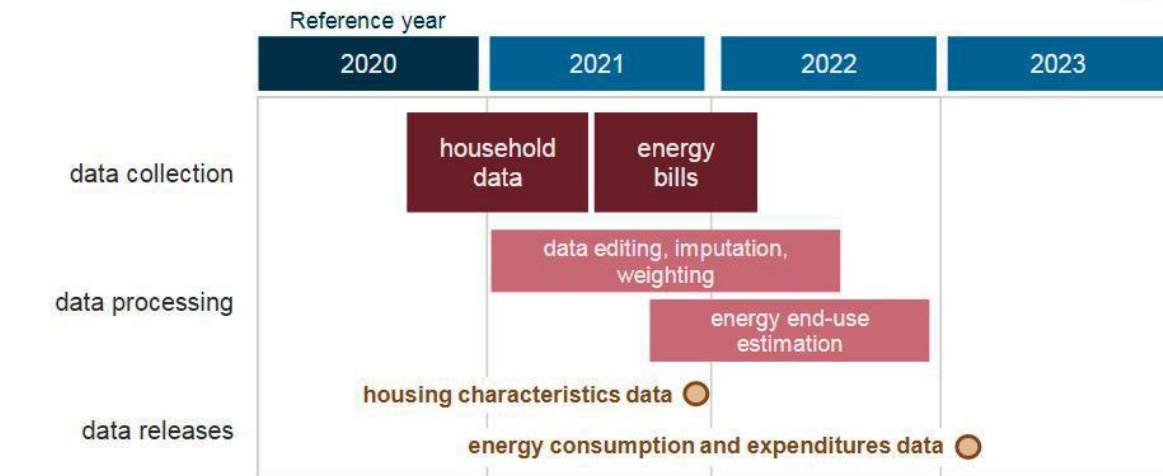 Reference year
2020 2021 2022 2023
data collection
household
data
energy
bills
data processing
data editing, imputation,
weighting
energy end-use
estimation
data releases
housing characteristics data
energy consumption and expenditures data